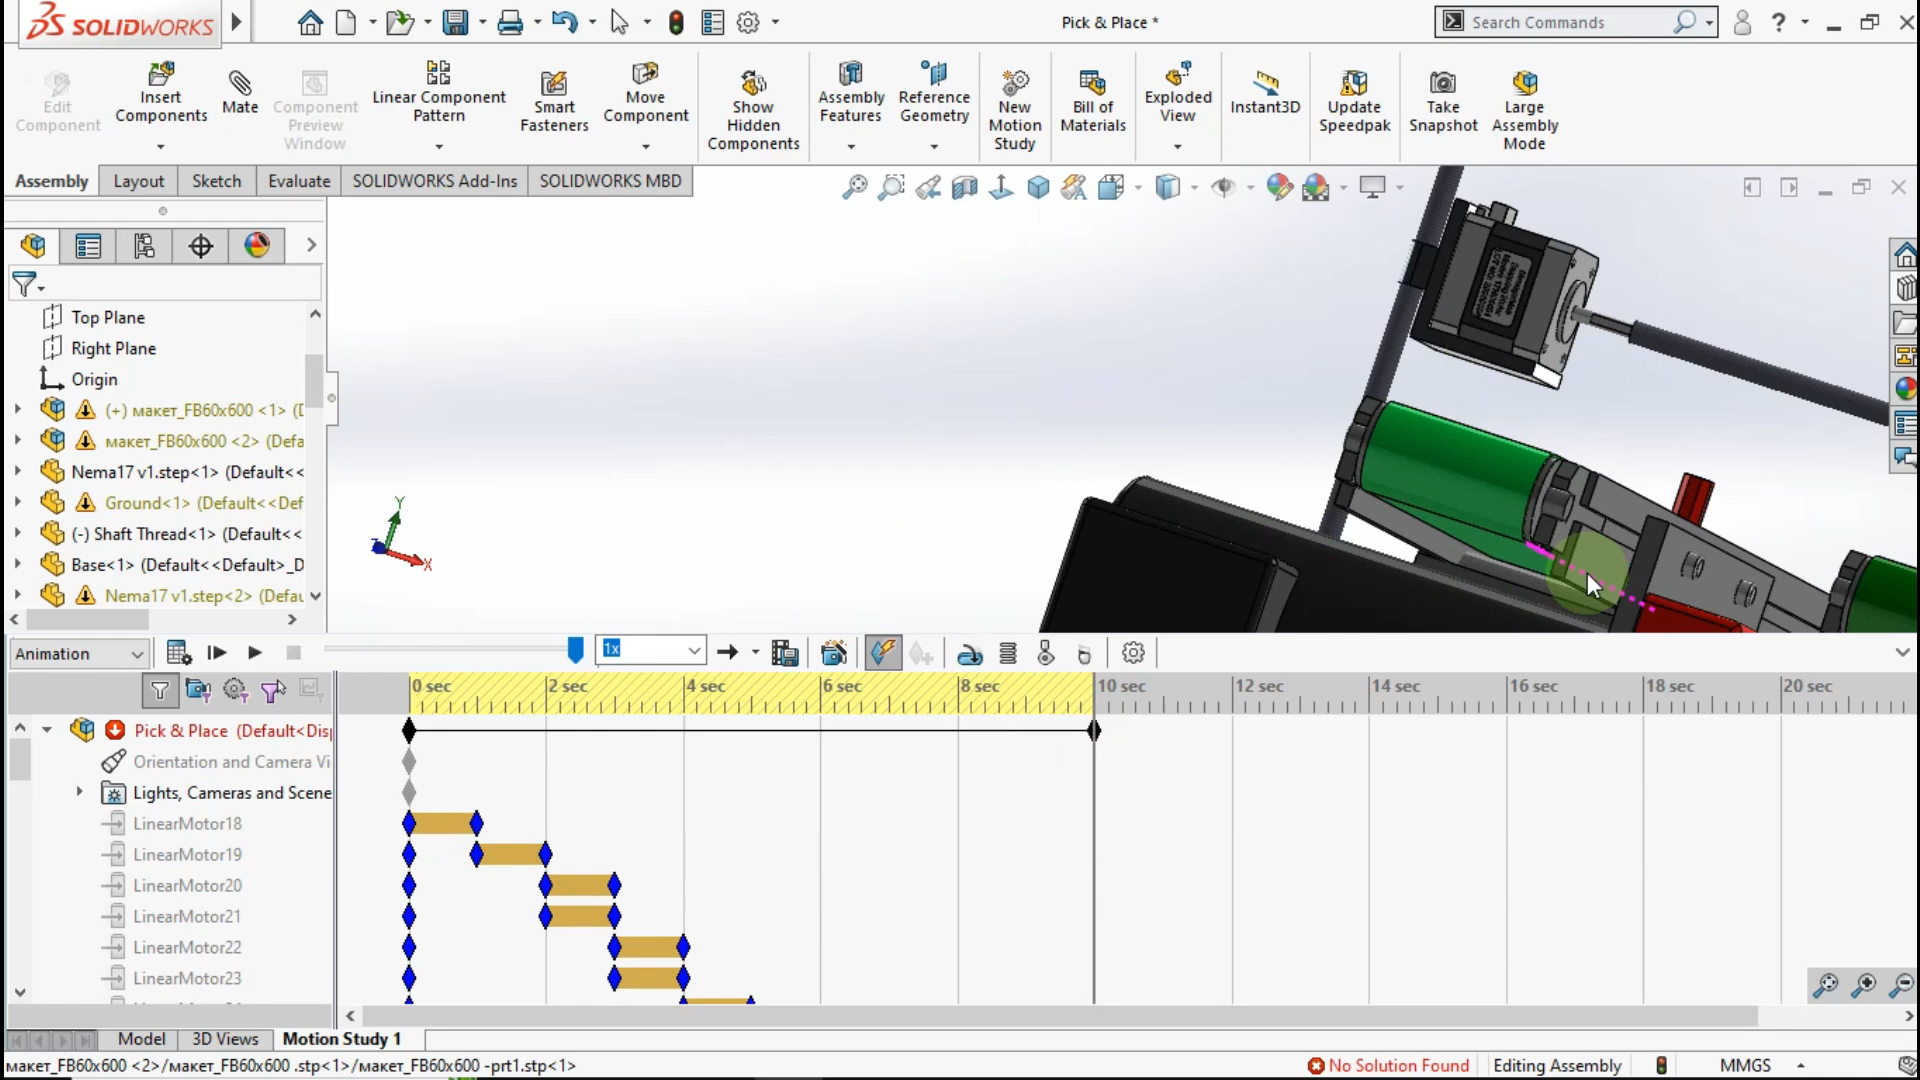 SOLIDWORKS
Pick & Place *
Search Commands
?
Edit Component
Insert Components
Mate
Component Preview Window
Linear Component Pattern
Smart Fasteners
Move Component
Show Hidden Components
Assembly Features
Reference Geometry
New Motion Study
Bill of Materials
Exploded View
Instant3D
Update Speedpak
Take Snapshot
Large Assembly Mode
Assembly
Layout
Sketch
Evaluate
SOLIDWORKS Add-Ins
SOLIDWORKS MBD
Top Plane
Right Plane
Origin
(+) макет_FB60x600 <1> (D
макет_FB60x600 <2> (Defa
Nema17 v1.step<1> (Default<<
Ground<1> (Default<<Def
(-) Shaft Thread<1> (Default<<
Base<1> (Default<<Default>_D
Nema17 v1.step<2> (Defau
Y
Z
X
Animation
1x
0 sec
2 sec
4 sec
6 sec
8 sec
10 sec
12 sec
14 sec
16 sec
18 sec
20 sec
Pick & Place (Default<Disp
Orientation and Camera Vi
Lights, Cameras and Scene
LinearMotor18
LinearMotor19
LinearMotor20
LinearMotor21
LinearMotor22
LinearMotor23
Model
3D Views
Motion Study 1
макет_FB60x600 <2>/макет_FB60x600 .stp<1>/макет_FB60x600 -prt1.stp<1>
No Solution Found
Editing Assembly
MMGS